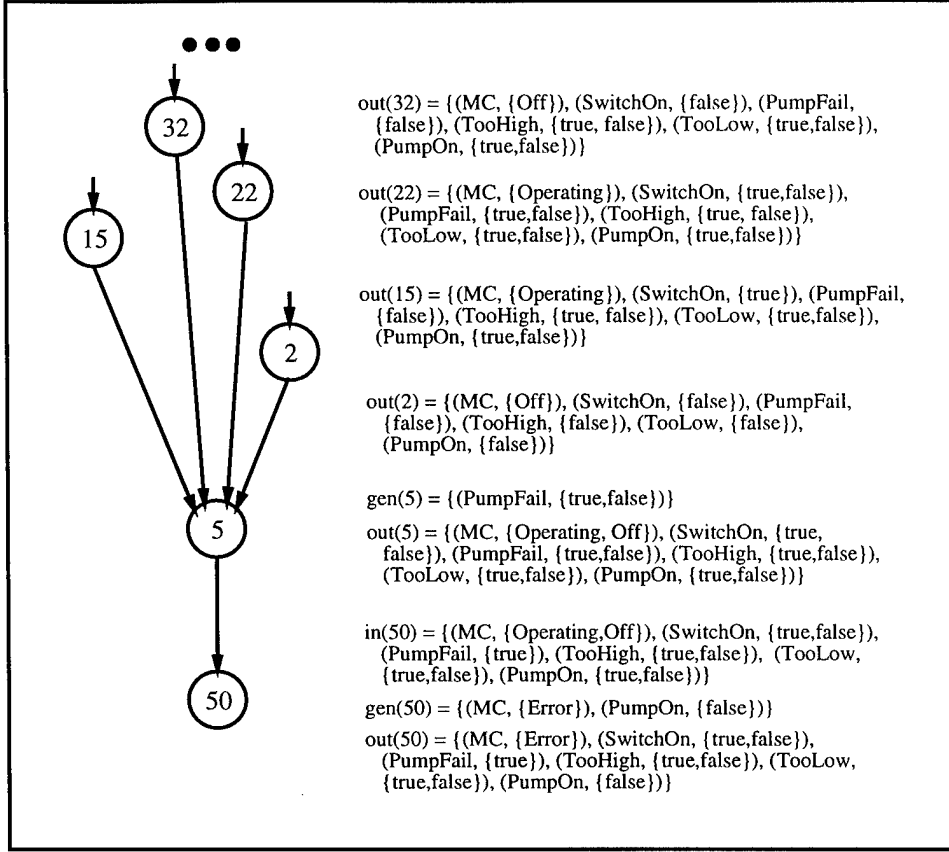 32
out(32) = {(MC, {Off}), (SwitchOn, {false}), (PumpFail,
{false}), (TooHigh, {true, false}), (TooLow, {true,false}),
(PumpOn, {true,false})}
22
out(22) = {(MC, {Operating}), (SwitchOn, {true,false}),
(PumpFail, {true,false}), (TooHigh, {true, false}),
(TooLow, {true,false}), (PumpOn, {true,false})}
15
out(15) = {(MC, {Operating}), (SwitchOn, {true}), (PumpFail,
{false}), (TooHigh, {true, false}), (TooLow, {true,false}),
(PumpOn, {true,false})}
2
out(2) = {(MC, {Off}), (SwitchOn, {false}), (PumpFail,
{false}), (TooHigh, {false}), (TooLow, {false}),
(PumpOn, {false})}
gen(5) = {(PumpFail, {true,false})}
5
out(5) = {(MC, {Operating, Off}), (SwitchOn, {true,
false}), (PumpFail, {true,false}), (TooHigh, {true,false}),
(TooLow, {true,false}), (PumpOn, {true,false})}
in(50) = {(MC, {Operating,Off}), (SwitchOn, {true,false}),
(PumpFail, {true}), (TooHigh, {true,false}), (TooLow,
{true,false}), (PumpOn, {true,false})}
50
gen(50) = {(MC, {Error}), (PumpOn, {false})}
out(50) = {(MC, {Error}), (SwitchOn, {true,false}),
(PumpFail, {true}), (TooHigh, {true,false}), (TooLow,
{true,false}), (PumpOn, {false})}